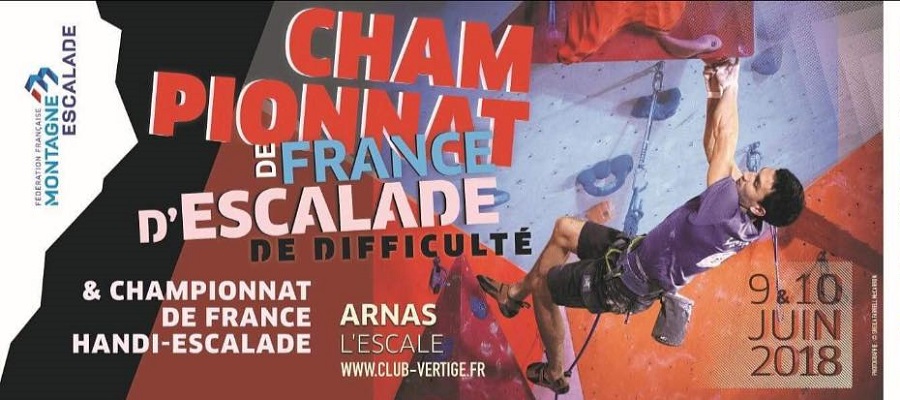 FÉDÉRATION FRANÇAISE
MONTAGNE
ESCALADE
CHAM
PIONNAT
DE FRANCE
D'ESCALADE
DE DIFFICULTÉ
& CHAMPIONNAT
DE FRANCE
HANDI-ESCALADE
ARNAS
L'ESCALE
WWW.CLUB-VERTIGE.FR
9 & 10
JUIN
2018